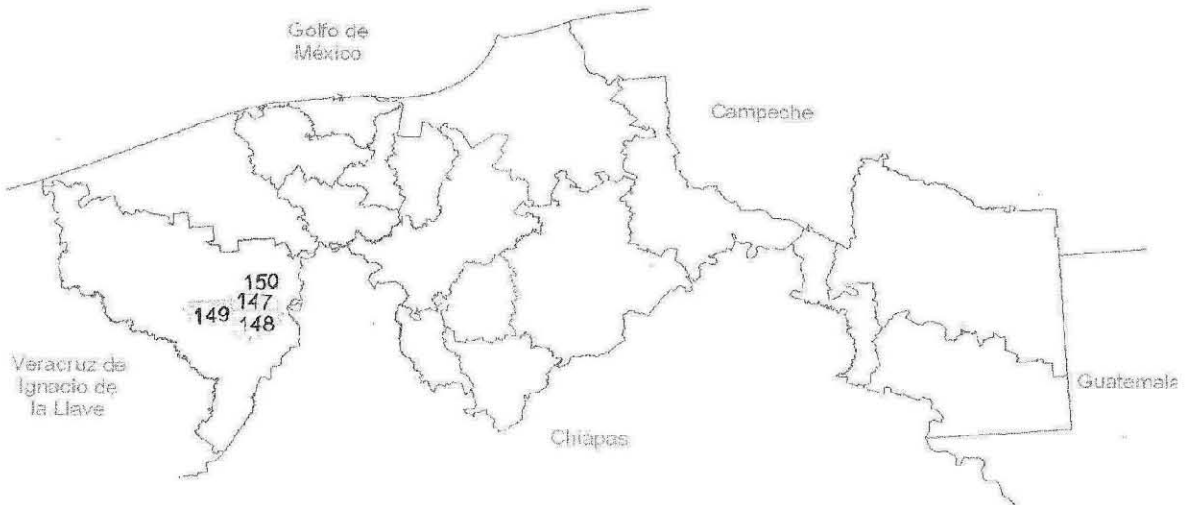 Golfo de
México
Campeche
150
147
149
148
Veracruz de
Ignacio de
la Llave
Guatemala
Chiapas